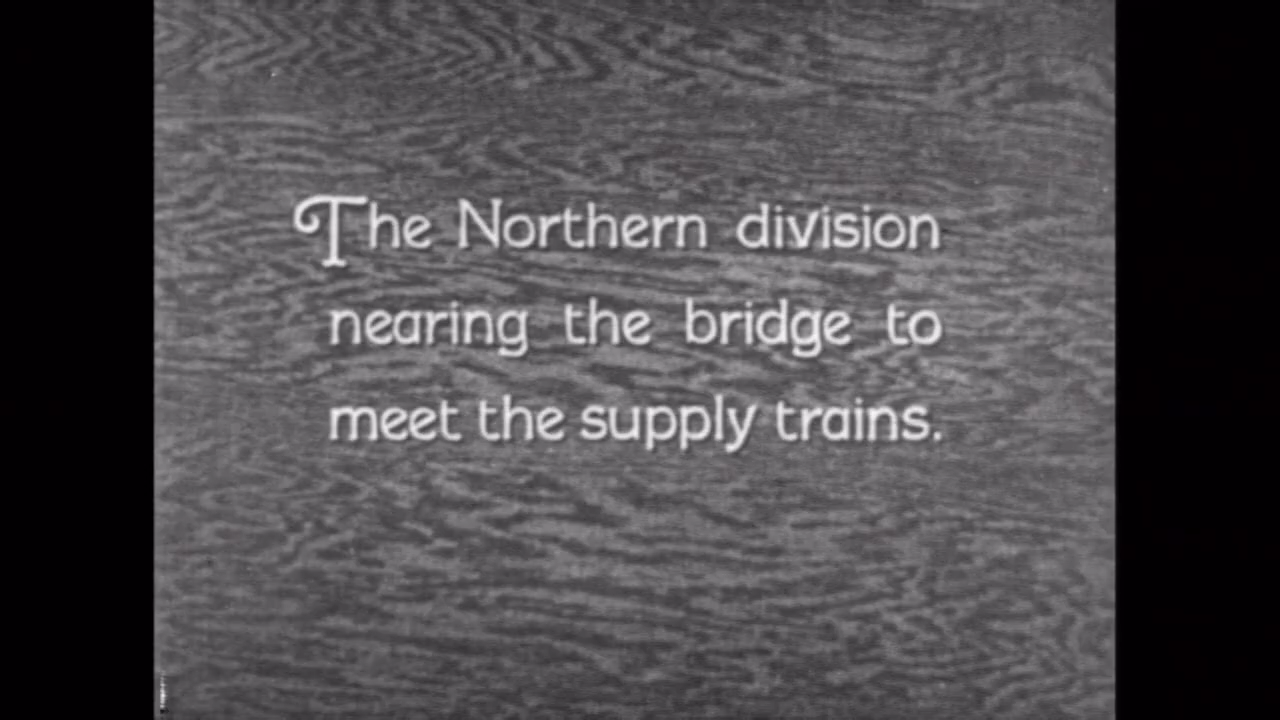 The Northern division
nearing the bridge to
meet the supply trains.